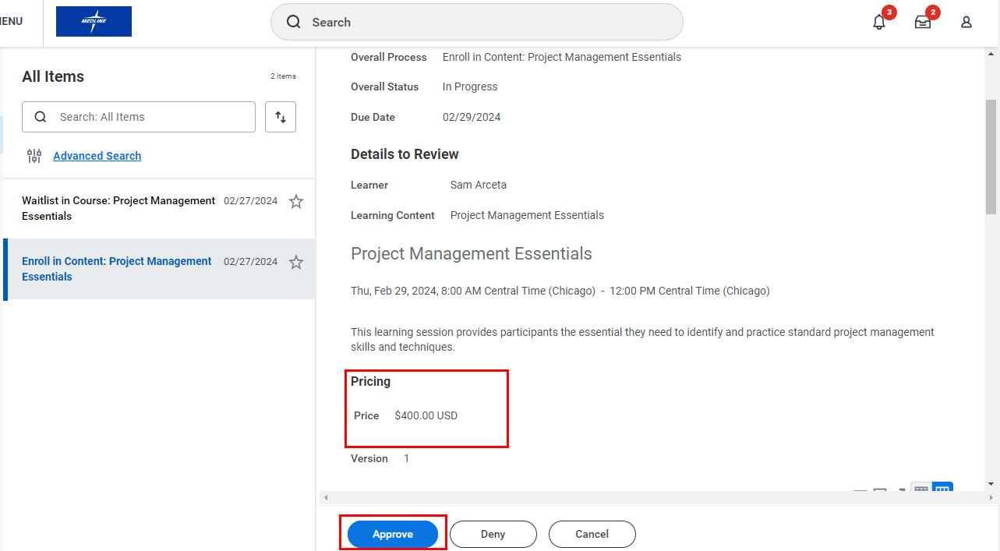 ENU
MEDLINE
Search
3
2
All Items
2 items
Search: All Items
Advanced Search
Waitlist in Course: Project Management
Essentials
02/27/2024
Enroll in Content: Project Management
Essentials
02/27/2024
Overall Process Enroll in Content: Project Management Essentials
Overall Status In Progress
Due Date 02/29/2024
Details to Review
Learner Sam Arceta
Learning Content Project Management Essentials
Project Management Essentials
Thu, Feb 29, 2024, 8:00 AM Central Time (Chicago) - 12:00 PM Central Time (Chicago)
This learning session provides participants the essential they need to identify and practice standard project management
skills and techniques.
Pricing
Price $400.00 USD
Version 1
Approve Deny Cancel